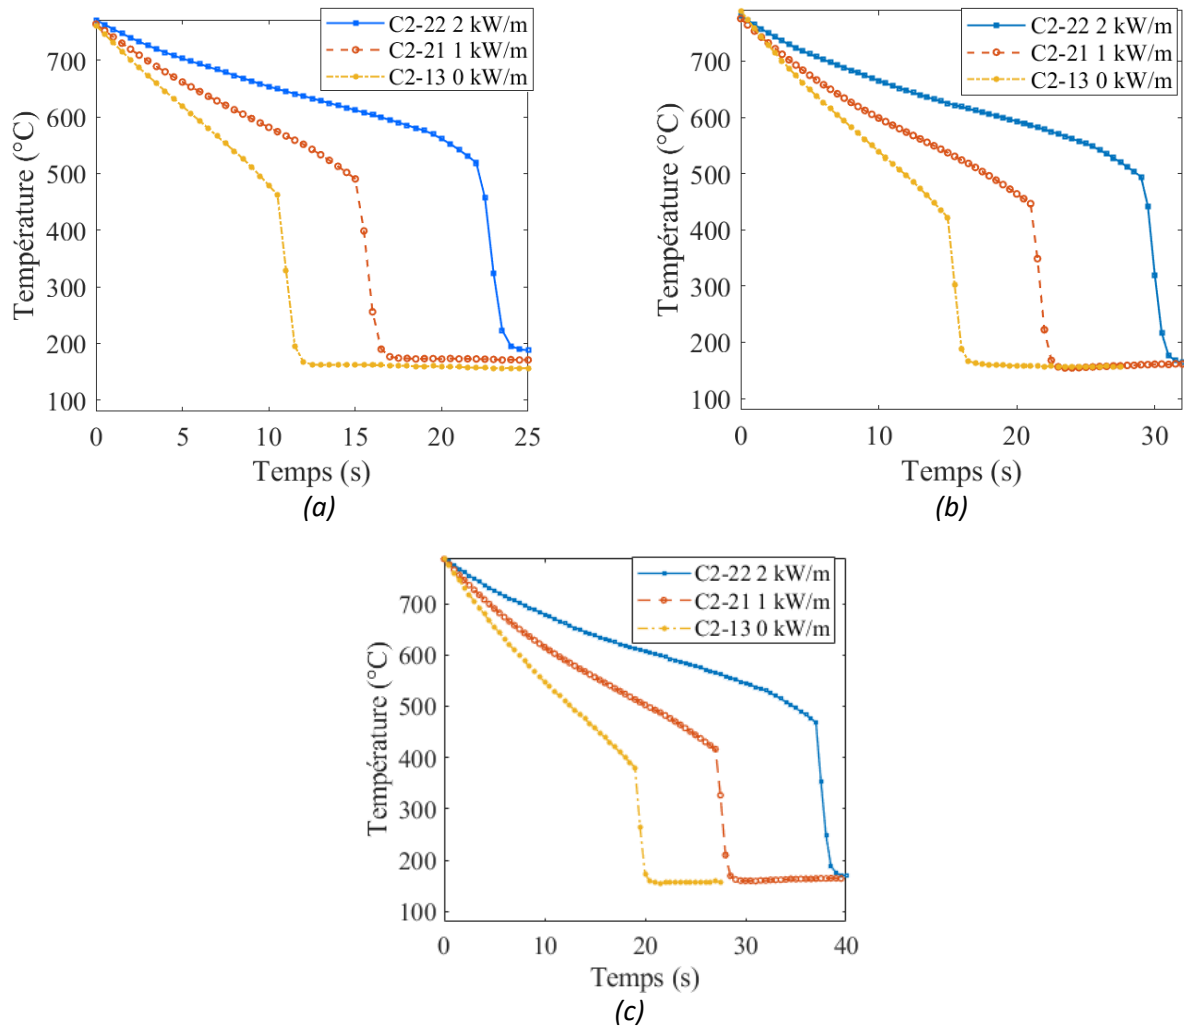 C2-22 2 kW/m
C2-21 1 kW/m
C2-13 0 kW/m
700
600
500
400
300
200
100
Température (°C)
0 5 10 15 20 25
Temps (s)
(a)
C2-22 2 kW/m
C2-21 1 kW/m
C2-13 0 kW/m
700
600
500
400
300
200
100
Température (°C)
0 10 20 30
Temps (s)
(b)
C2-22 2 kW/m
C2-21 1 kW/m
C2-13 0 kW/m
700
600
500
400
300
200
100
Température (°C)
0 10 20 30 40
Temps (s)
(c)